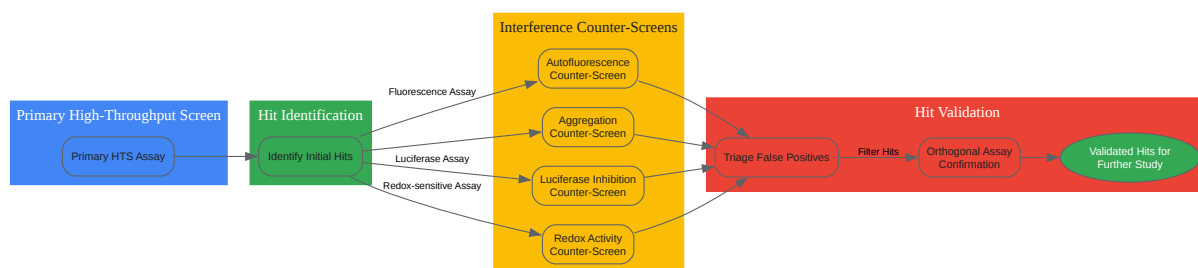 Primary High-Throughput Screen
Primary HTS Assay
Hit Identification
Identify Initial Hits
Fluorescence Assay
Luciferase Assay
Redox-sensitive Assay
Interference Counter-Screens
Autofluorescence
Counter-Screen
Aggregation
Counter-Screen
Luciferase Inhibition
Counter-Screen
Redox Activity
Counter-Screen
Hit Validation
Triage False Positives
Filter Hits
Orthogonal Assay
Confirmation
Validated Hits for
Further Study